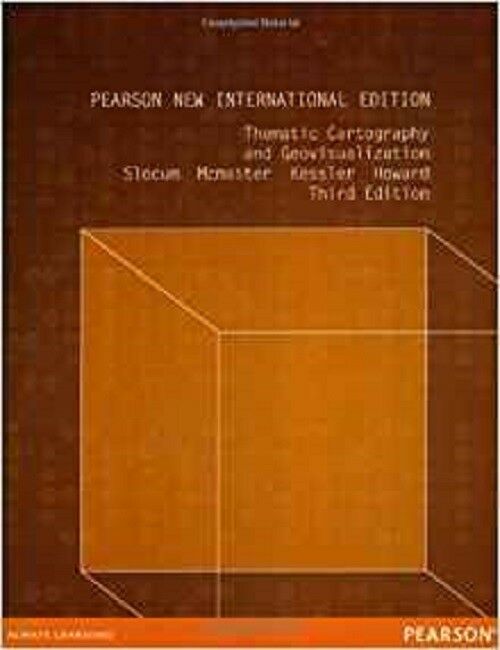 Copyrighted Material
PEARSON NEW INTERNATIONAL EDITION
Thematic Cartography
and Geovisualization
Slocum Mcmaster Kessler Howard
Third Edition
ALWAYS LEARNING
PEARSON